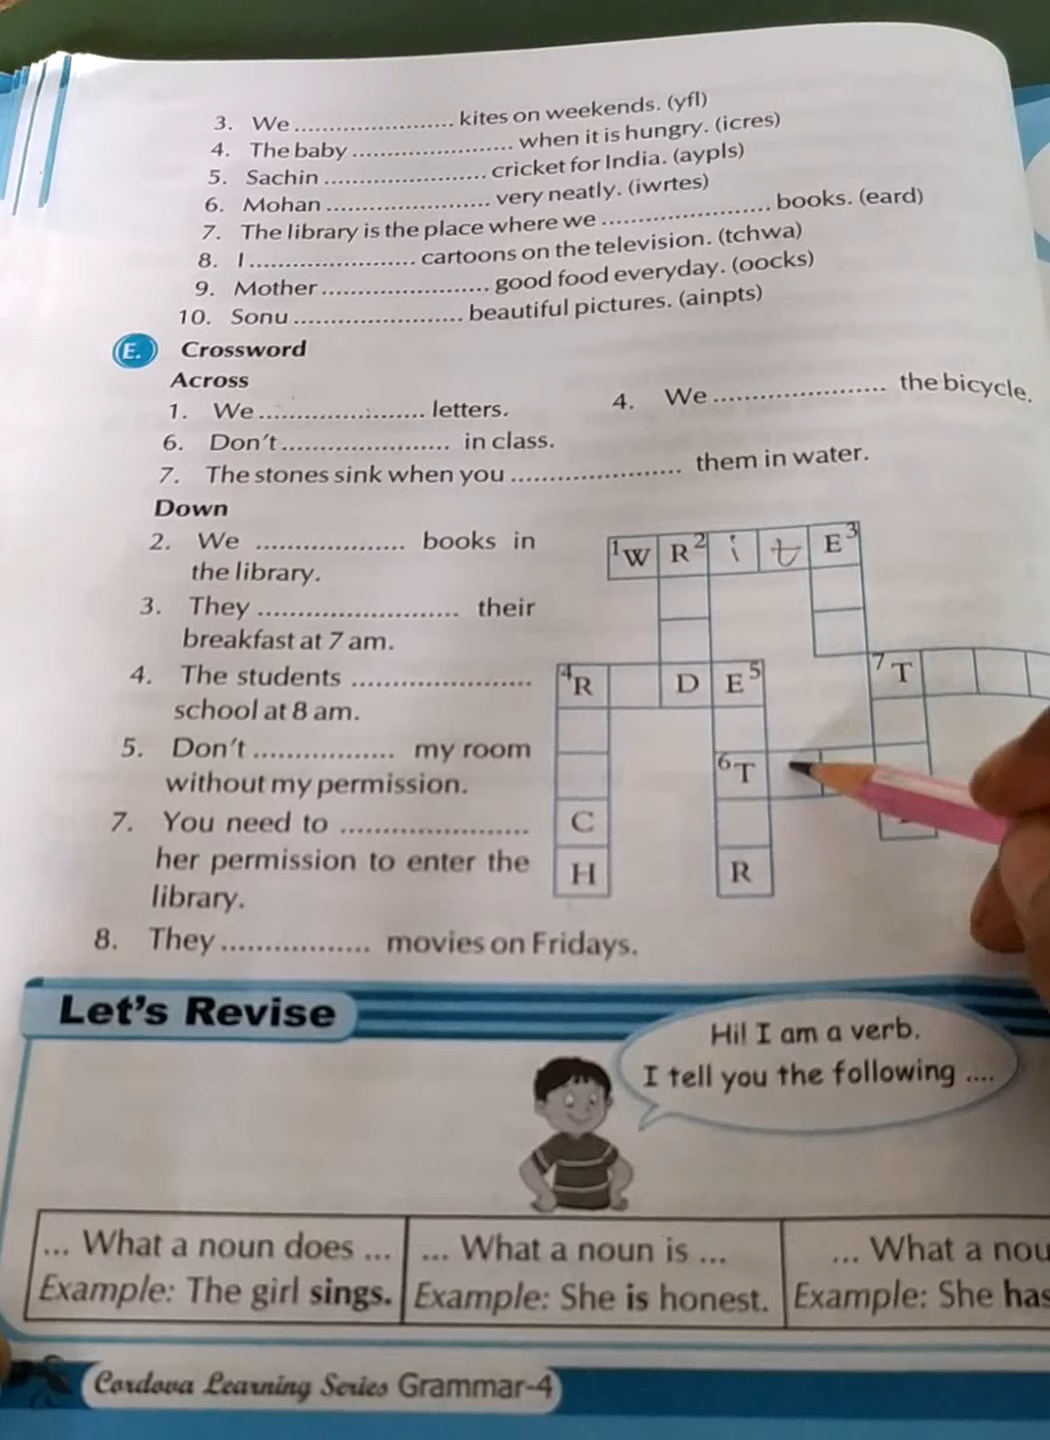 3. We ........................ kites on weekends. (yfl)
4. The baby ........................ when it is hungry. (icres)
5. Sachin ........................ cricket for India. (aypls)
6. Mohan ........................ very neatly. (iwrtes)
7. The library is the place where we ........................ books. (eard)
8. I ........................ cartoons on the television. (tchwa)
9. Mother ........................ good food everyday. (oocks)
10. Sonu ........................ beautiful pictures. (ainpts)
E. Crossword
Across
1. We ........................ letters.
4. We ........................ the bicycle.
6. Don't ........................ in class.
7. The stones sink when you ........................ them in water.
Down
2. We ..................... books in
the library.
3. They ............................ their
breakfast at 7 am.
4. The students .........................
school at 8 am.
5. Don't .................... my room
without my permission.
7. You need to ..........................
her permission to enter the
library.
8. They ..................... movies on Fridays.
1 W R 2 i t E 3
4 R D E 5 7 T
6 T
C
H R
Let's Revise
Hi! I am a verb.
I tell you the following ....
... What a noun does ... ... What a noun is ... ... What a nou
Example: The girl sings. Example: She is honest. Example: She has
Cordova Learning Series Grammar-4